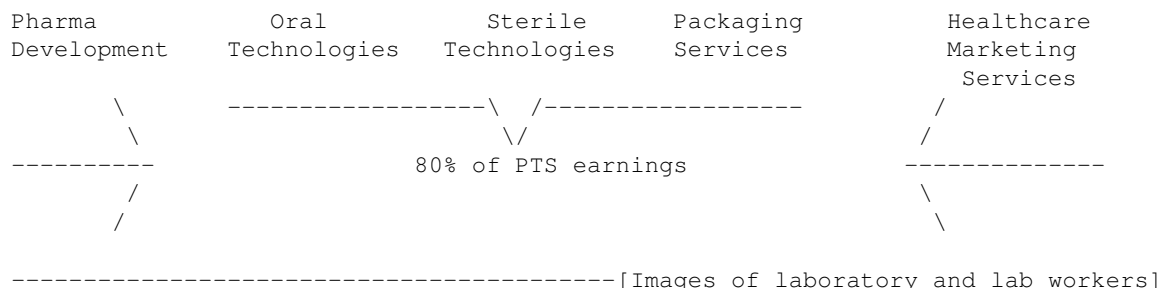 Pharma Oral Sterile Packaging Healthcare
Development Technologies Technologies Services Marketing
Services
\ ------------------\ /------------------ /
\ \/ /
---------- 80% of PTS earnings --------------
/ \
/ \
------------------------------------------[Images of laboratory and lab workers]